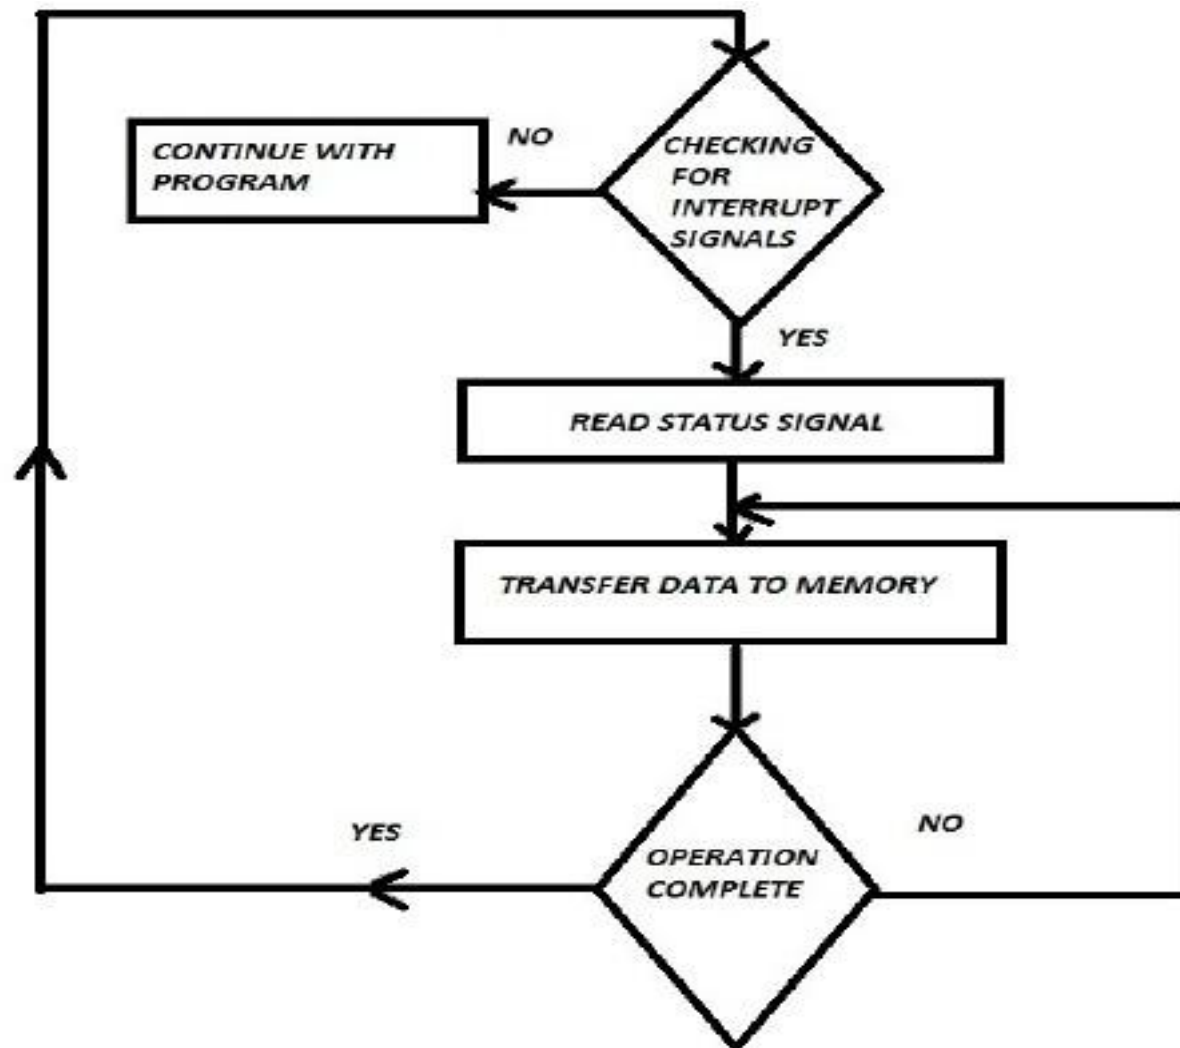 CONTINUE WITH
PROGRAM
NO
CHECKING
FOR
INTERRUPT
SIGNALS
YES
READ STATUS SIGNAL
TRANSFER DATA TO MEMORY
YES
OPERATION
COMPLETE
NO